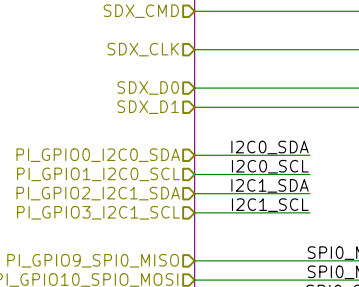 SDX_CMD
SDX_CLK
SDX_D0
SDX_D1
PI_GPIO0_I2C0_SDA I2C0_SDA
PI_GPIO1_I2C0_SCL I2C0_SCL
PI_GPIO2_I2C1_SDA I2C1_SDA
PI_GPIO3_I2C1_SCL I2C1_SCL
PI_GPIO9_SPI0_MISO
PI_GPIO10_SPI0_MOSI